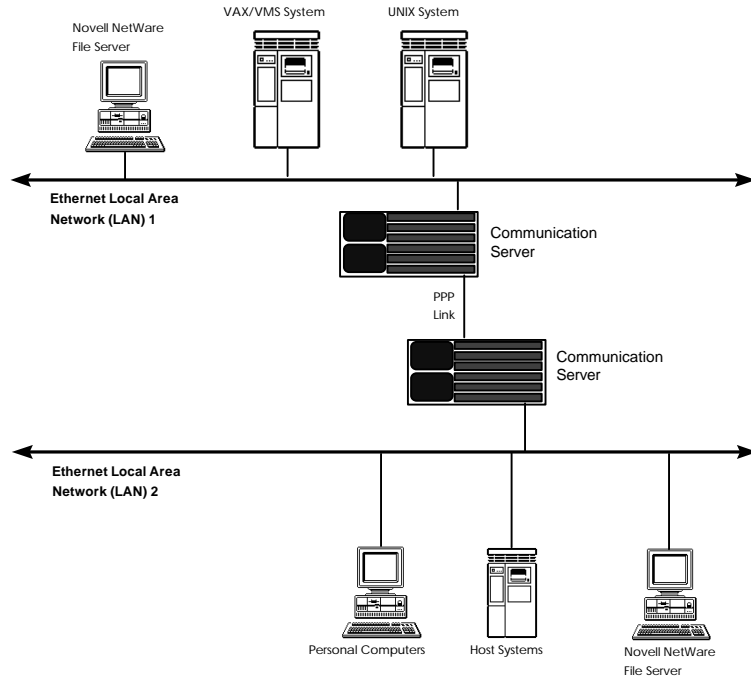 VAX/VMS System
UNIX System
Novell NetWare
File Server
Ethernet Local Area
Network (LAN) 1
Communication
Server
PPP
Link
Communication
Server
Ethernet Local Area
Network (LAN) 2
Personal Computers
Host Systems
Novell NetWare
File Server